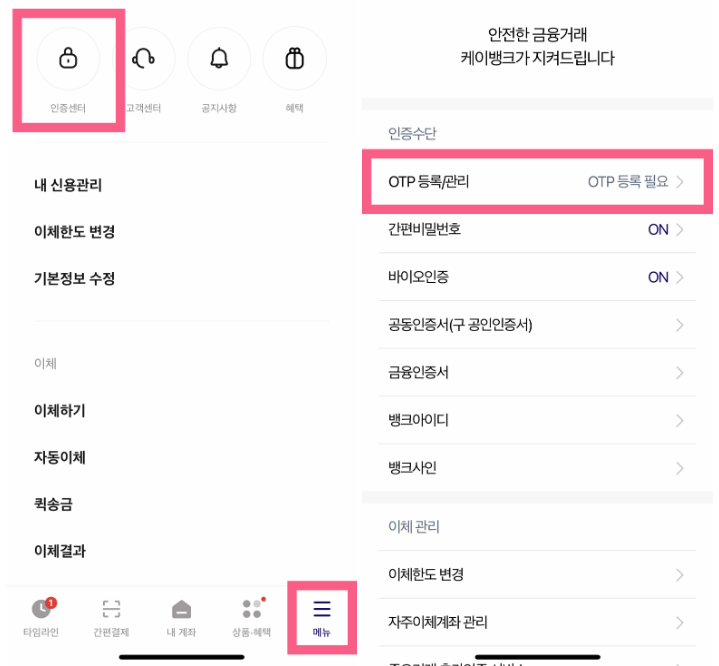 인증센터
고객센터
공지사항
혜택
내 신용관리
이체한도 변경
기본정보 수정
이체
이체하기
자동이체
퀵송금
이체결과
1
타임라인
간편결제
내 계좌
상품·혜택
메뉴
안전한 금융거래
케이뱅크가 지켜드립니다
인증수단
OTP 등록/관리 OTP 등록 필요
간편비밀번호 ON
바이오인증 ON
공동인증서(구 공인인증서)
금융인증서
뱅크아이디
뱅크사인
이체 관리
이체한도 변경
자주이체계좌 관리